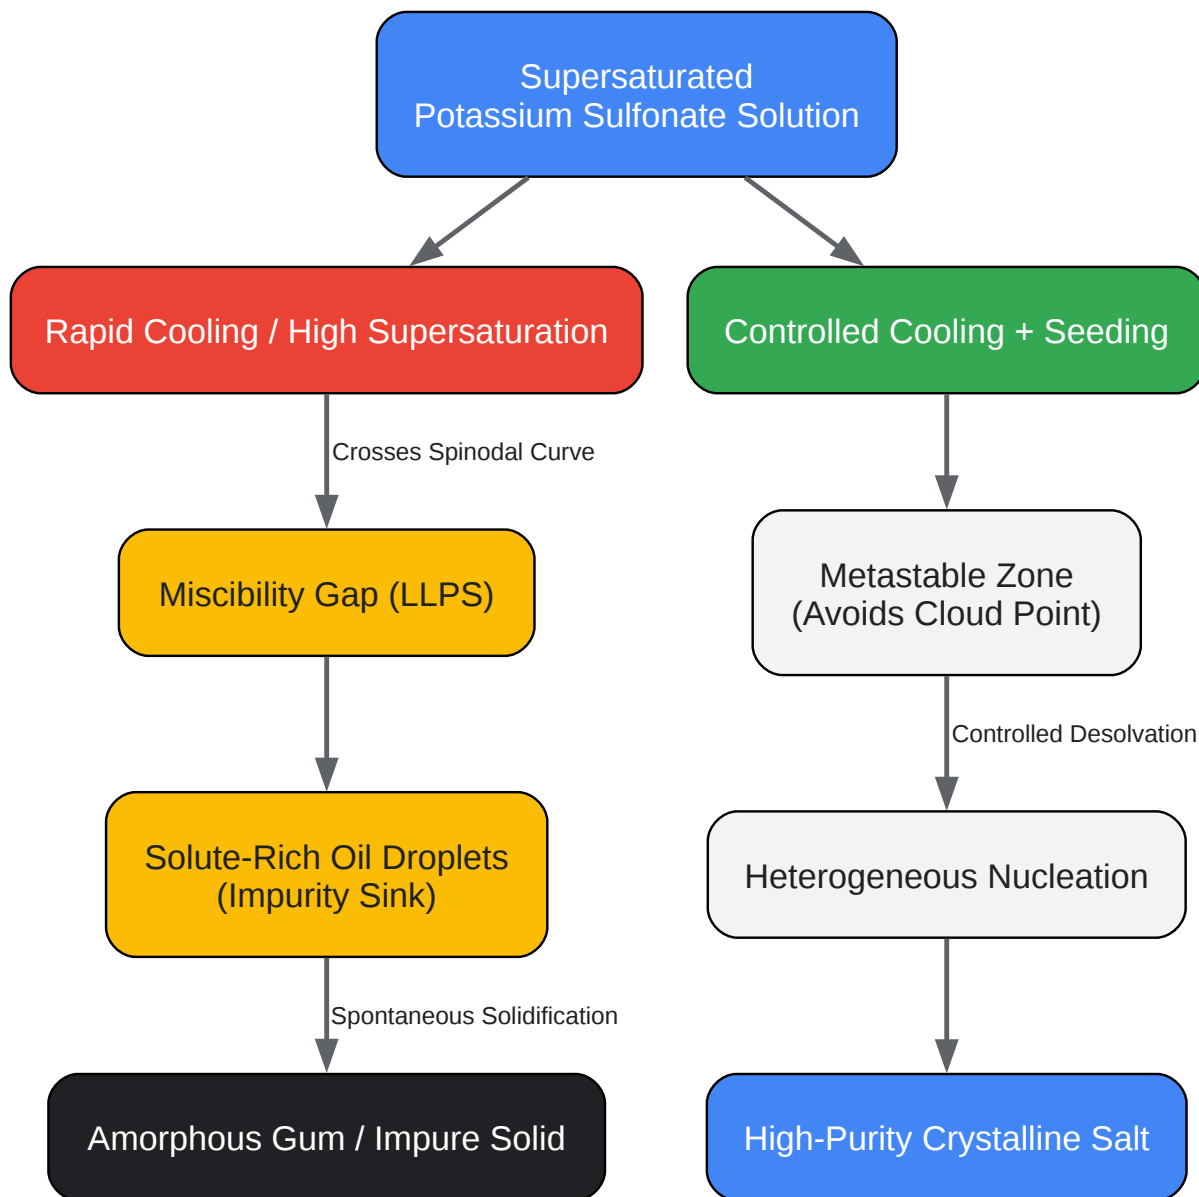 Supersaturated
Potassium Sulfonate Solution
Rapid Cooling / High Supersaturation
Controlled Cooling + Seeding
Crosses Spinodal Curve
Miscibility Gap (LLPS)
Metastable Zone
(Avoids Cloud Point)
Controlled Desolvation
Solute-Rich Oil Droplets
(Impurity Sink)
Heterogeneous Nucleation
Spontaneous Solidification
Amorphous Gum / Impure Solid
High-Purity Crystalline Salt